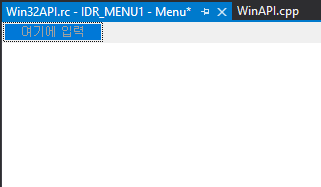 Win32API.rc - IDR_MENU1 - Menu* WinAPI.cpp
여기에 입력